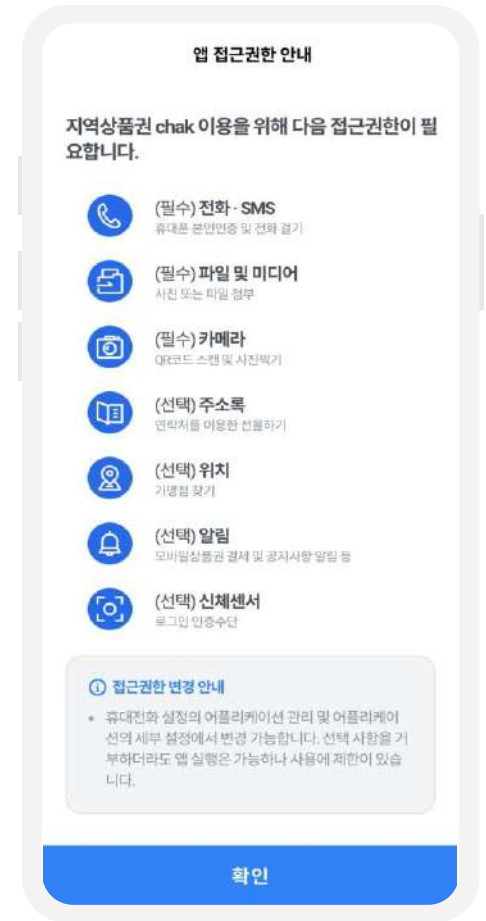 앱 접근권한 안내
지역상품권 chak 이용을 위해 다음 접근권한이 필
요합니다.
(필수) 전화 · SMS
휴대폰 본인인증 및 전화 걸기
(필수) 파일 및 미디어
사진 또는 파일 첨부
(필수) 카메라
QR코드 스캔 및 사진찍기
(선택) 주소록
연락처를 이용한 선물하기
(선택) 위치
가맹점 찾기
(선택) 알림
모바일상품권 결제 및 공지사항 알림 등
(선택) 신체센서
로그인 인증수단
접근권한 변경 안내
• 휴대전화 설정의 어플리케이션 관리 및 어플리케이
션의 세부 설정에서 변경 가능합니다. 선택 사항을 거
부하더라도 앱 실행은 가능하나 사용에 제한이 있습
니다.
확인